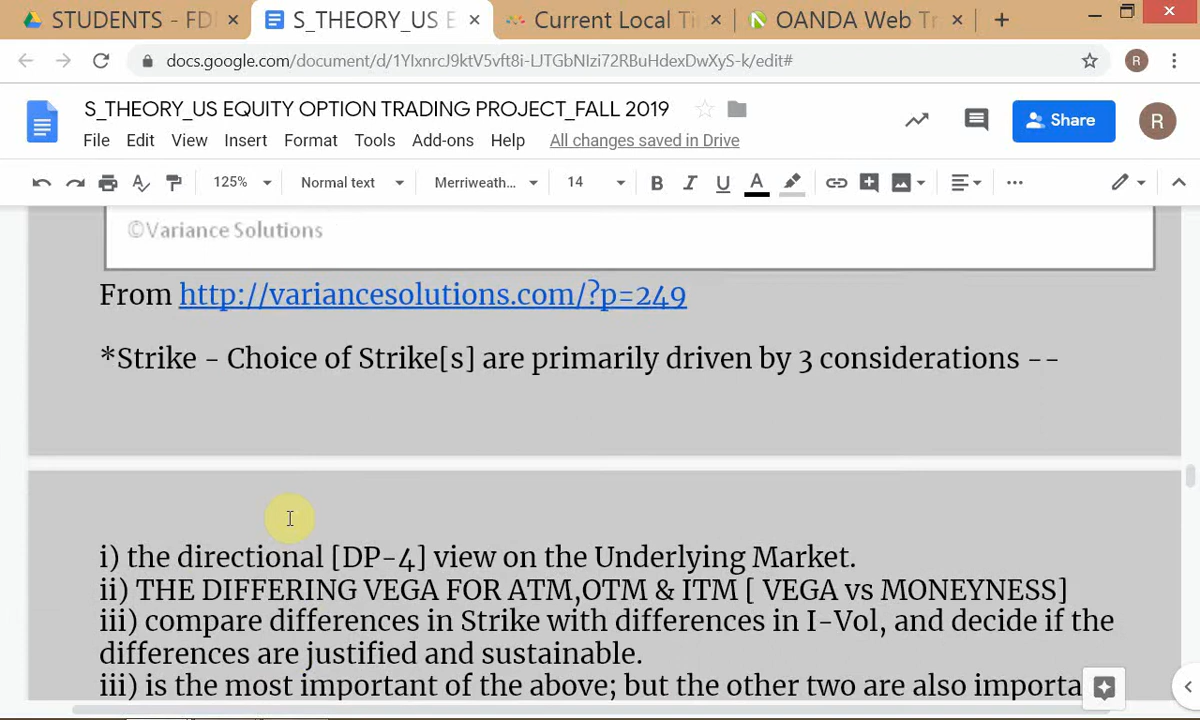 STUDENTS - FD
S_THEORY_US E
Current Local Ti
OANDA Web Tr
docs.google.com/document/d/1YIxnrcJ9ktV5vft8i-LJTGbNIzi72RBuHdexDwXyS-k/edit#
R
S_THEORY_US EQUITY OPTION TRADING PROJECT_FALL 2019
File Edit View Insert Format Tools Add-ons Help All changes saved in Drive
Share
R
125% Normal text Merriweath... 14 B I U A
©Variance Solutions
From http://variancesolutions.com/?p=249
*Strike - Choice of Strike[s] are primarily driven by 3 considerations --
i) the directional [DP-4] view on the Underlying Market.
ii) THE DIFFERING VEGA FOR ATM,OTM & ITM [ VEGA vs MONEYNESS]
iii) compare differences in Strike with differences in I-Vol, and decide if the
differences are justified and sustainable.
iii) is the most important of the above; but the other two are also importa